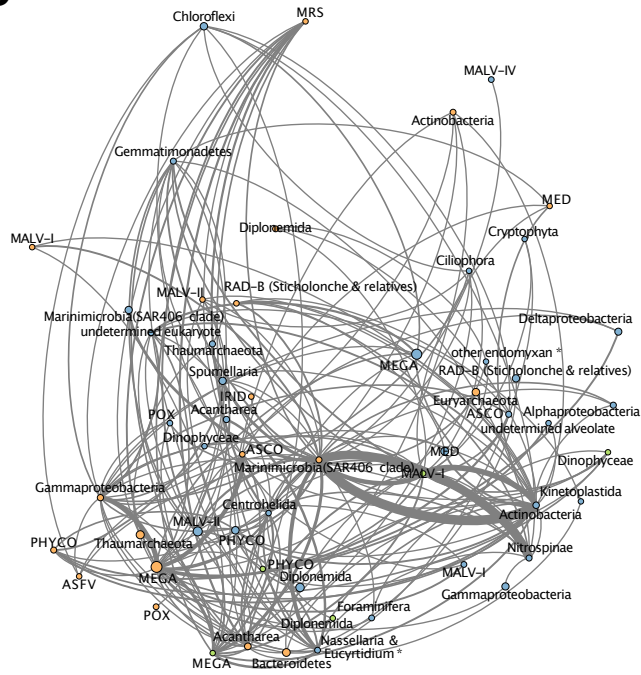 Chloroflexi
MRS
MALV-IV
Actinobacteria
Gemmatimonadetes
MED
Diplonemida
Cryptophyta
MALV-I
Ciliophora
RAD-B (Sticholonche & relatives)
MALV-II
Marinimicrobia(SAR406 clade)
Deltaproteobacteria
undetermined eukaryote
Thaumarchaeota
other endomyxan *
MEGA
RAD-B (Sticholonche & relatives)
Spumellaria
IRID
Euryarchaeota
Acantharea
POX
ASCO
Alphaproteobacteria
undetermined alveolate
Dinophyceae
ASCO
MED
Dinophyceae
Marinimicrobia(SAR406 clade)
MALV-I
Gammaproteobacteria
Kinetoplastida
Centrohelida
Actinobacteria
MALV-II
PHYCO
Thaumarchaeota
PHYCO
Nitrospinae
PHYCO
MALV-I
MEGA
Diplonemida
ASFV
Gammaproteobacteria
POX
Foraminifera
Diplonemida
Acantharea
Nassellaria &
Eucyrtidium *
MEGA
Bacteroidetes